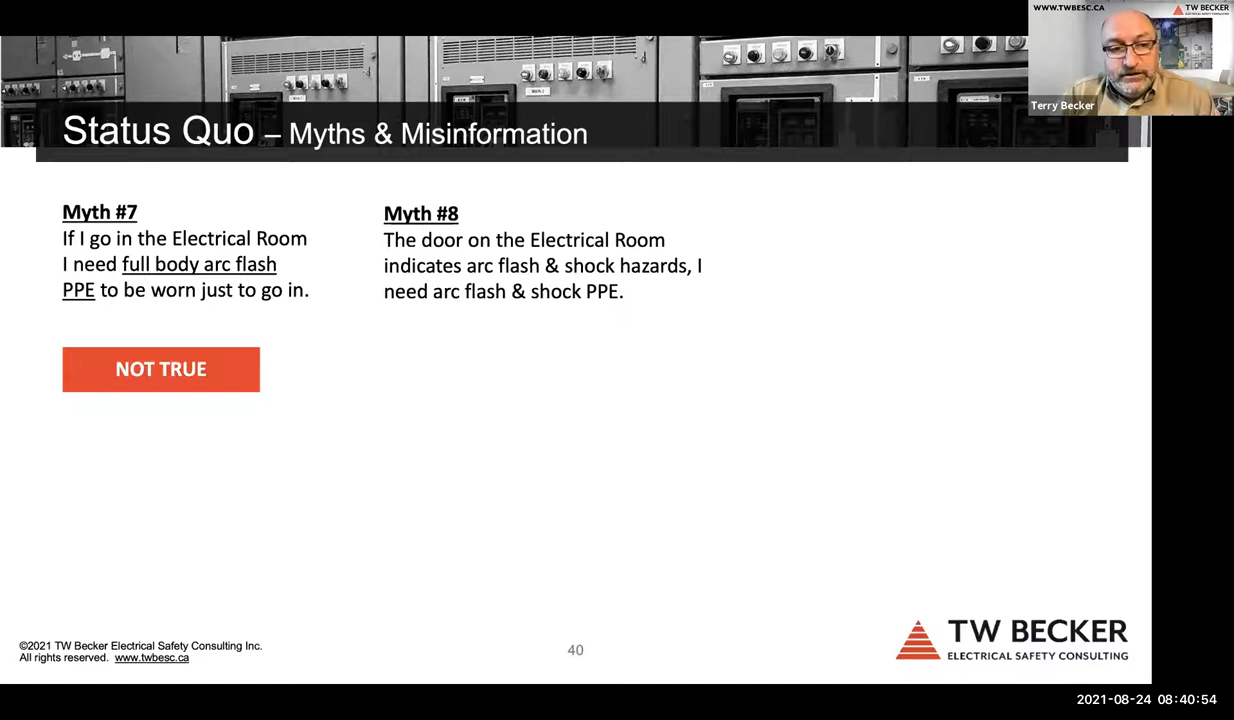 WWW.TWBESC.CA
TW BECKER
ELECTRICAL SAFETY CONSULTING
Terry Becker
Status Quo – Myths & Misinformation
Myth #7
If I go in the Electrical Room
I need full body arc flash
PPE to be worn just to go in.
NOT TRUE
Myth #8
The door on the Electrical Room
indicates arc flash & shock hazards, I
need arc flash & shock PPE.
©2021 TW Becker Electrical Safety Consulting Inc.
All rights reserved. www.twbesc.ca
40
TW BECKER
ELECTRICAL SAFETY CONSULTING
2021-08-24 08:40:54